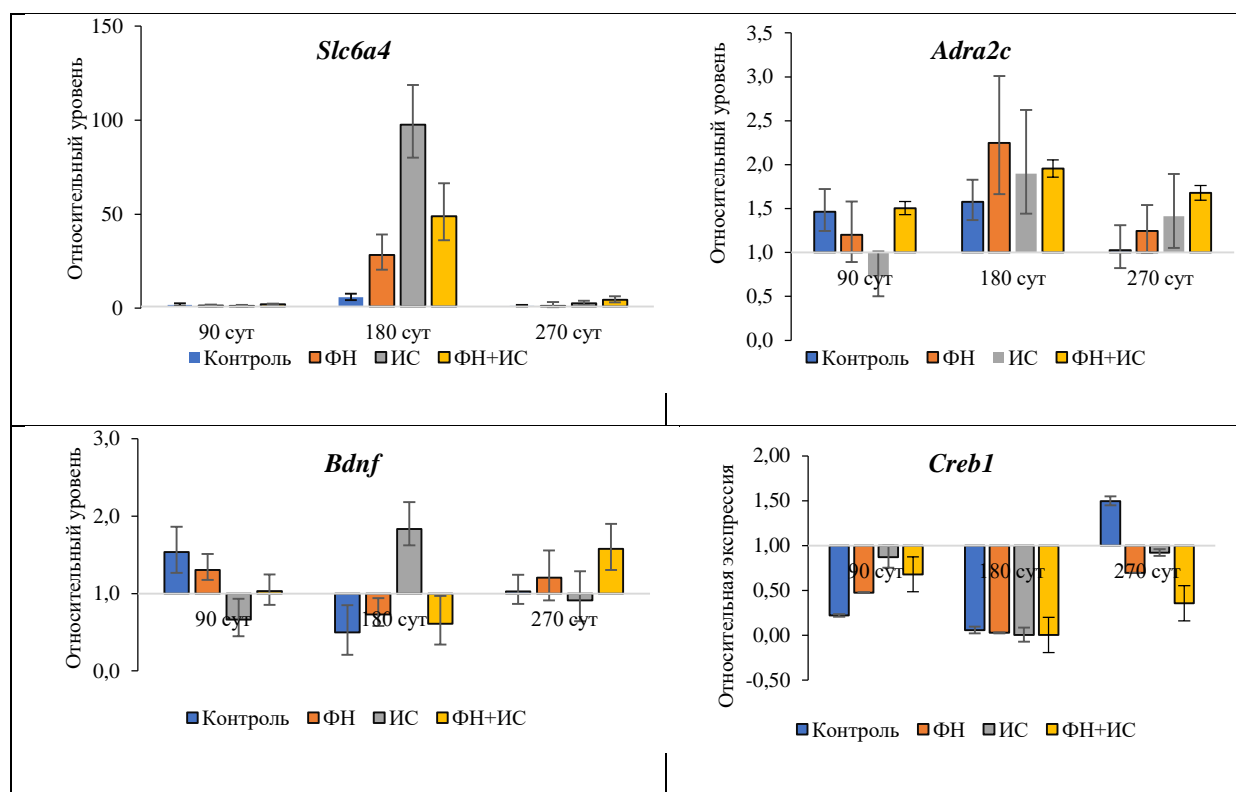 Slc6a4
Относительный уровень
150
100
50
0
90 сут 180 сут 270 сут
Контроль ФН ИС ФН+ИС
Adra2c
Относительный уровень
3,5
3,0
2,5
2,0
1,5
1,0
0,5
0,0
90 сут 180 сут 270 сут
Контроль ФН ИС ФН+ИС
Bdnf
Относительный уровень
3,0
2,0
1,0
0,0
90 сут 180 сут 270 сут
Контроль ФН ИС ФН+ИС
Creb1
Относительная экспрессия
2,00
1,50
1,00
0,50
0,00
-0,50
90 сут 180 сут 270 сут
Контроль ФН ИС ФН+ИС